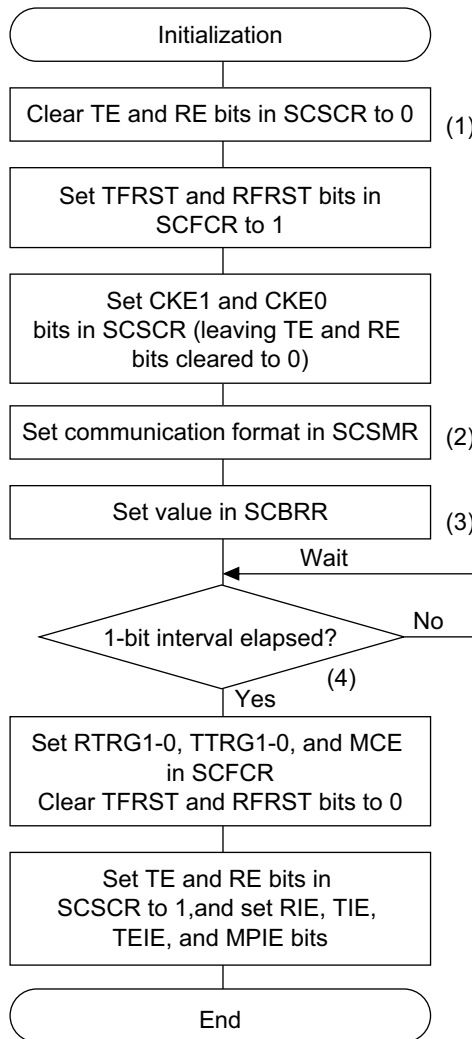 Initialization
Clear TE and RE bits in SCSCR to 0
(1)
Set TFRST and RFRST bits in
SCFCR to 1
Set CKE1 and CKE0
bits in SCSCR (leaving TE and RE
bits cleared to 0)
Set communication format in SCSMR
(2)
Set value in SCBRR
(3)
Wait
1-bit interval elapsed?
No
(4)
Yes
Set RTRG1-0, TTRG1-0, and MCE
in SCFCR
Clear TFRST and RFRST bits to 0
Set TE and RE bits in
SCSCR to 1,and set RIE, TIE,
TEIE, and MPIE bits
End